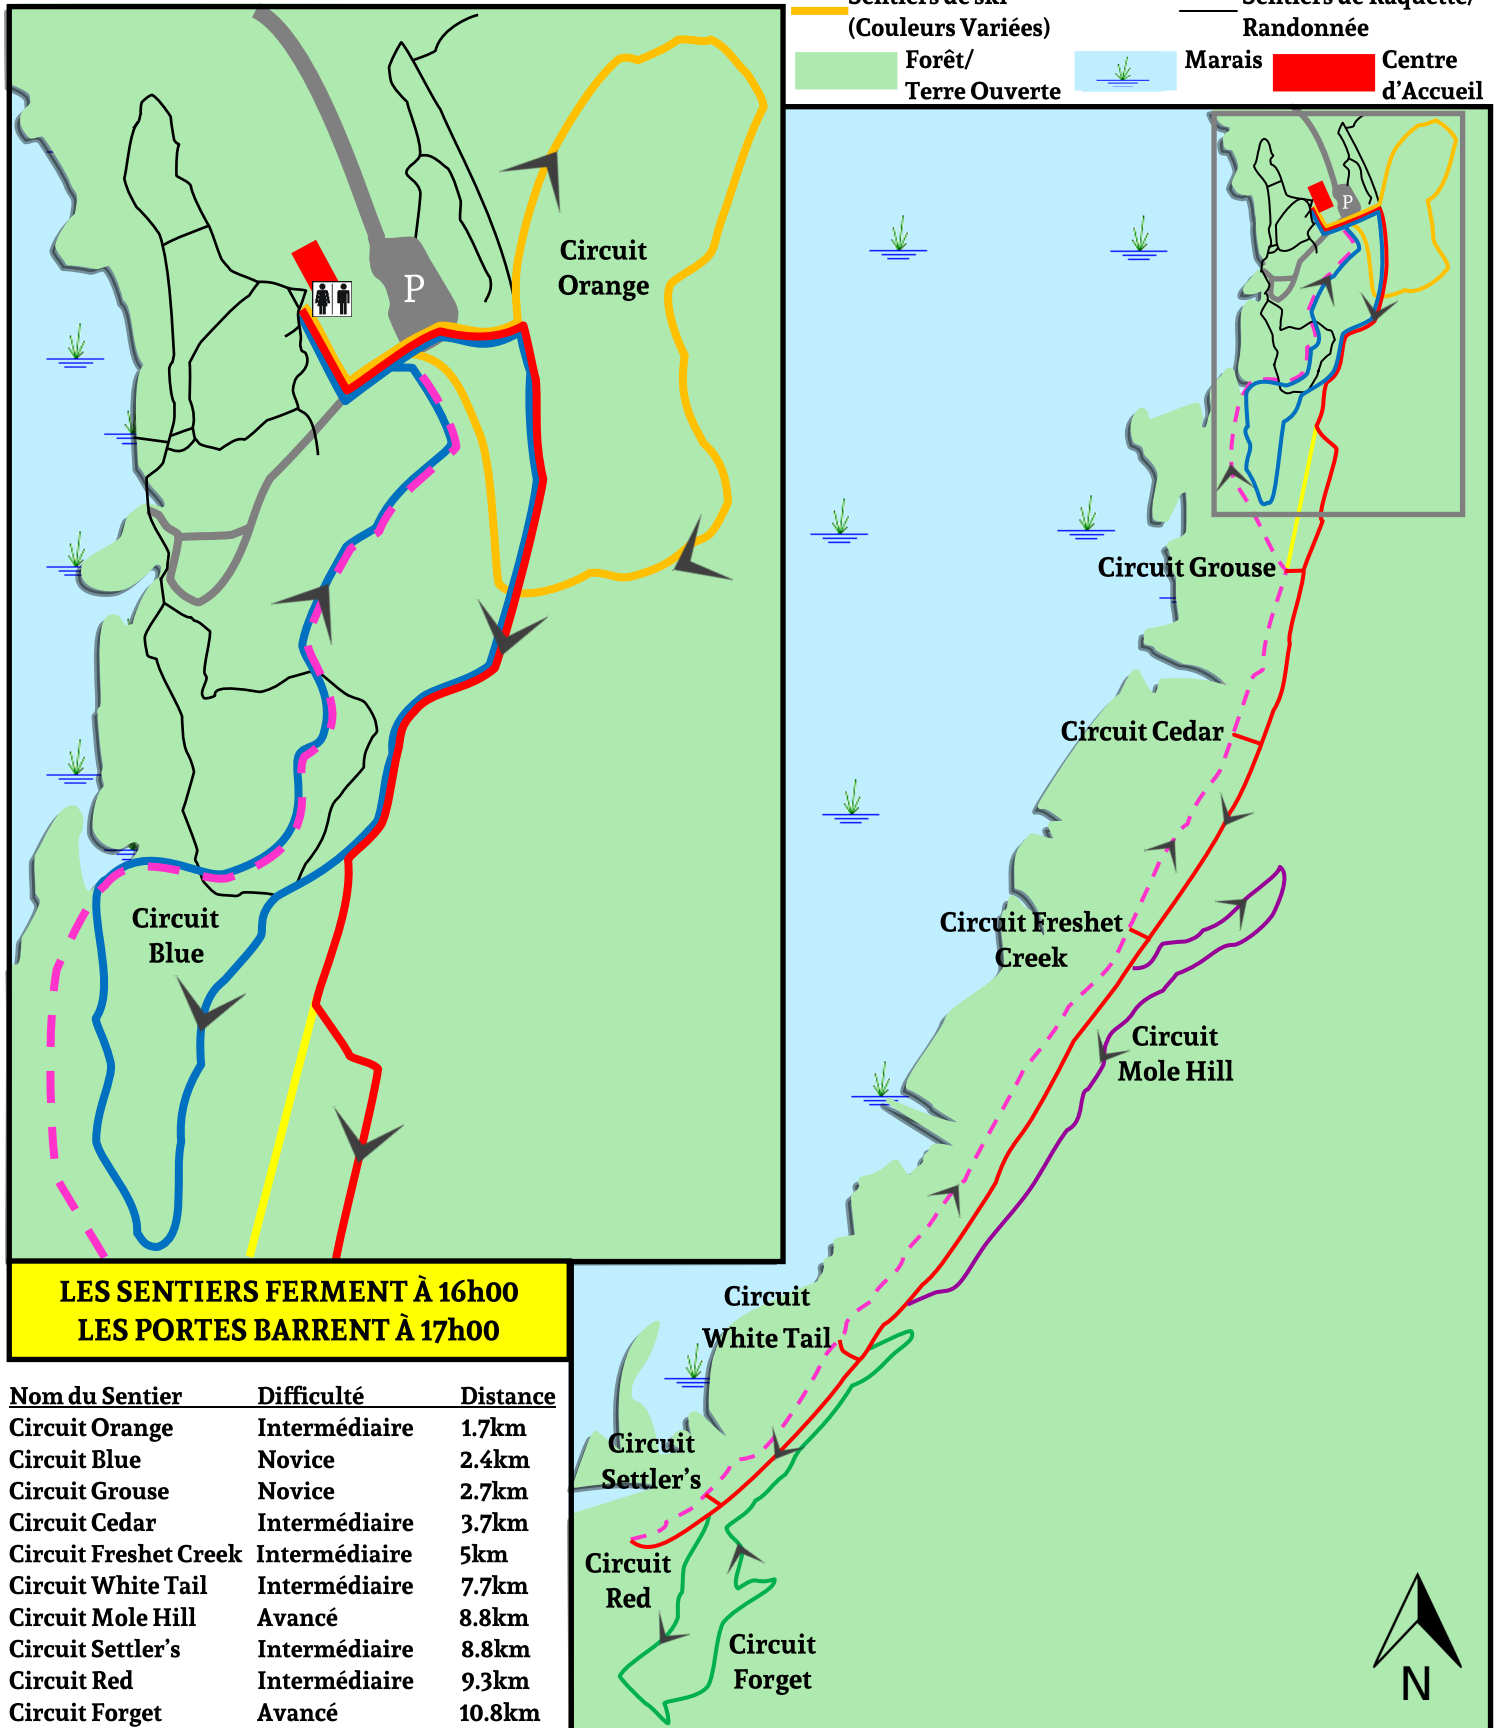 Sentiers de ski
(Couleurs Variées)
Sentiers de Raquette/
Randonnée
Forêt/
Terre Ouverte
Marais
Centre
d'Accueil
Circuit
Orange
P
Circuit
Blue
P
Circuit Grouse
Circuit Cedar
Circuit Freshet
Creek
Circuit
Mole Hill
Circuit
White Tail
Circuit
Settler's
Circuit
Red
Circuit
Forget
N
LES SENTIERS FERMENT À 16h00
LES PORTES BARRENT À 17h00
Nom du Sentier Difficulté Distance
Circuit Orange Intermédiaire 1.7km
Circuit Blue Novice 2.4km
Circuit Grouse Novice 2.7km
Circuit Cedar Intermédiaire 3.7km
Circuit Freshet Creek Intermédiaire 5km
Circuit White Tail Intermédiaire 7.7km
Circuit Mole Hill Avancé 8.8km
Circuit Settler's Intermédiaire 8.8km
Circuit Red Intermédiaire 9.3km
Circuit Forget Avancé 10.8km